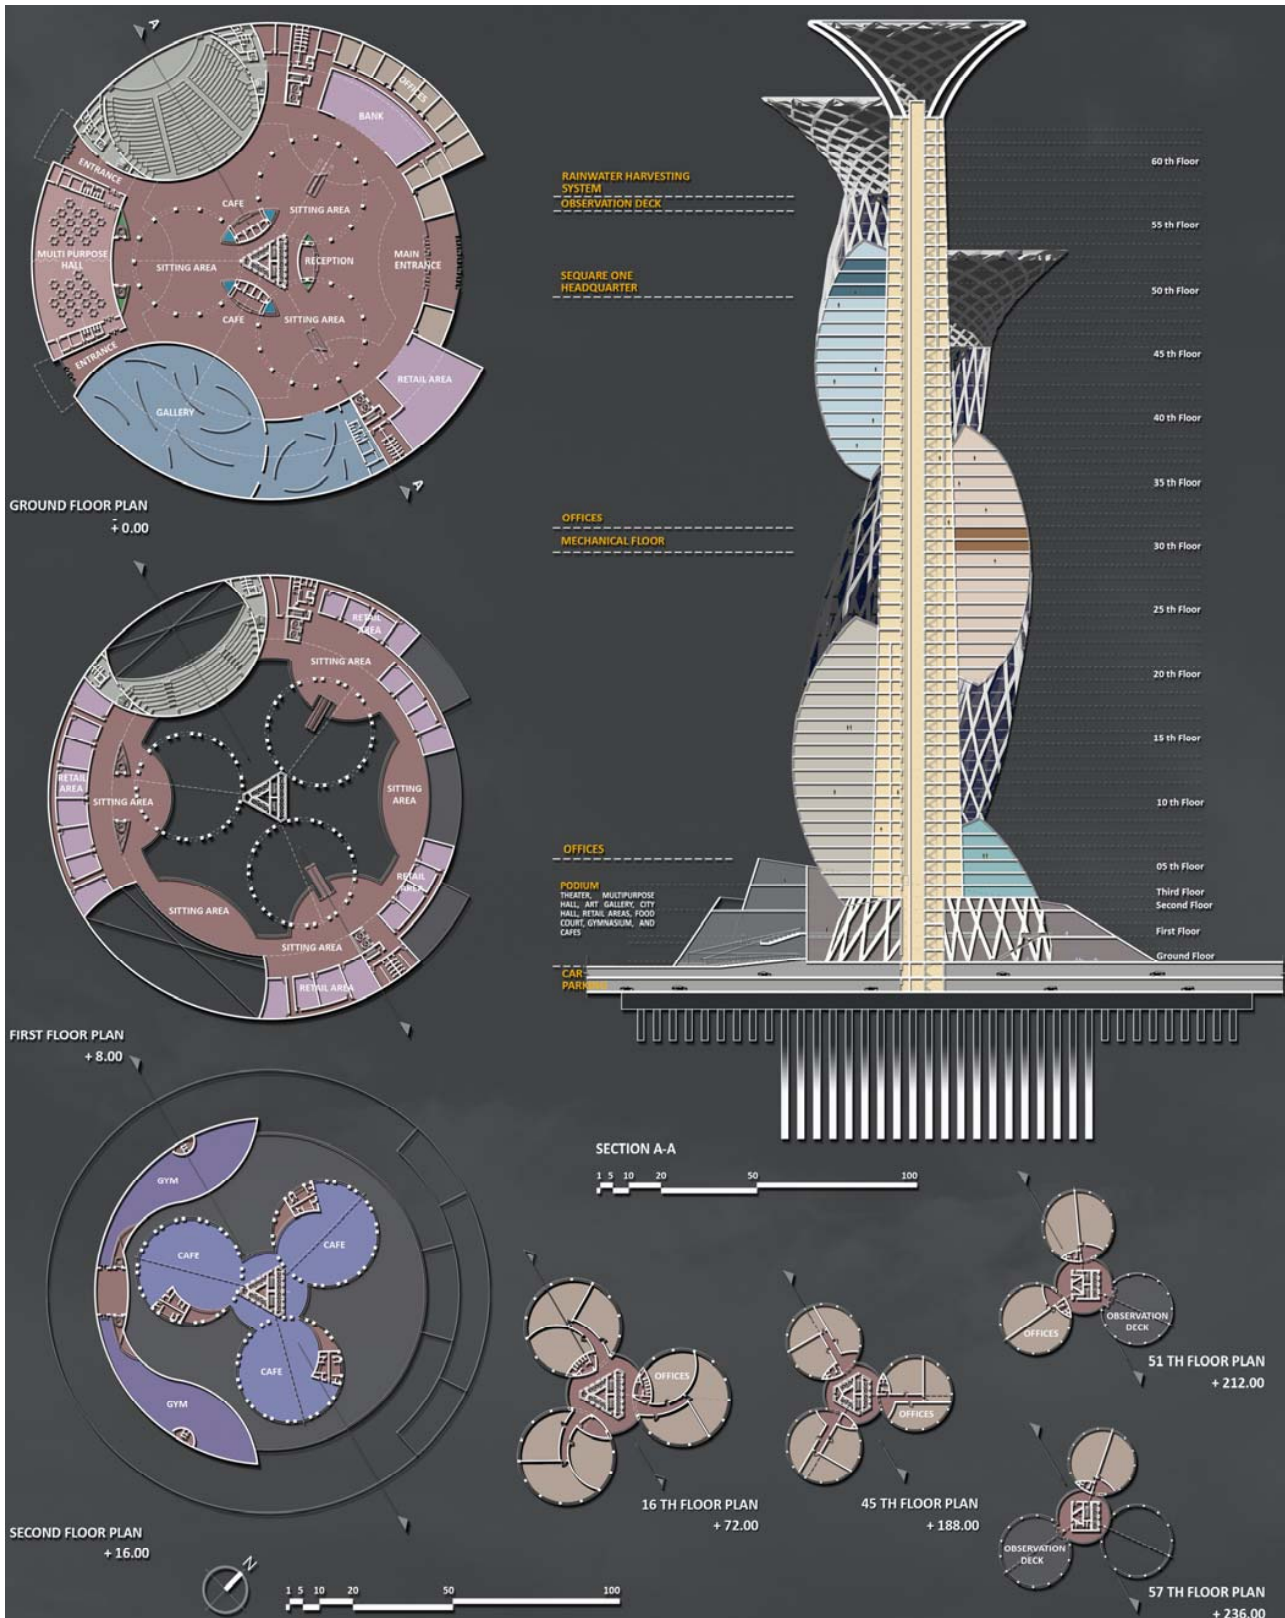 A
OFFICES
BANK
ENTRANCE
CAFE
SITTING AREA
MULTI PURPOSE
HALL
SITTING AREA
RECEPTION
MAIN
ENTRANCE
CAFE
SITTING AREA
ENTRANCE
RETAIL AREA
GALLERY
A
GROUND FLOOR PLAN
+ 0.00
RETAIL
AREA
SITTING AREA
RETAIL
AREA
SITTING AREA
SITTING
AREA
RETAIL
AREA
SITTING AREA
SITTING AREA
RETAIL AREA
FIRST FLOOR PLAN
+ 8.00
GYM
CAFE
CAFE
CAFE
GYM
SECOND FLOOR PLAN
+ 16.00
N
1 5 10 20 50 100
RAINWATER HARVESTING
SYSTEM
OBSERVATION DECK
SEQUARE ONE
HEADQUARTER
OFFICES
MECHANICAL FLOOR
OFFICES
PODIUM
THEATER, MULTIPURPOSE
HALL, ART GALLERY, CITY
HALL, RETAIL AREAS, FOOD
COURT, GYMNASIUM, AND
CAFES
CAR
PARKING
60 th Floor
55 th Floor
50 th Floor
45 th Floor
40 th Floor
35 th Floor
30 th Floor
25 th Floor
20 th Floor
15 th Floor
10 th Floor
05 th Floor
Third Floor
Second Floor
First Floor
Ground Floor
SECTION A-A
1 5 10 20 50 100
OFFICES
16 TH FLOOR PLAN
+ 72.00
OFFICES
45 TH FLOOR PLAN
+ 188.00
OFFICES
OBSERVATION
DECK
51 TH FLOOR PLAN
+ 212.00
OBSERVATION
DECK
57 TH FLOOR PLAN
+ 236.00